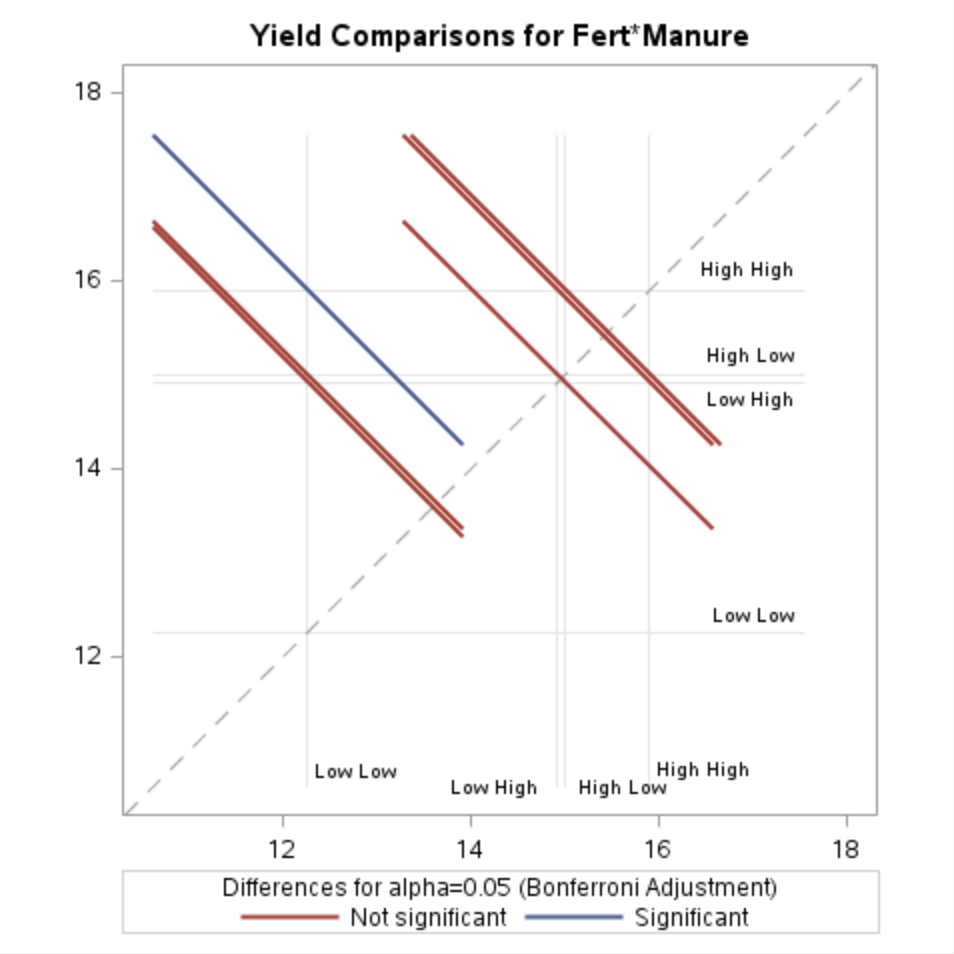 Yield Comparisons for Fert*Manure
18
16
14
12
High High
High Low
Low High
Low Low
Low Low
Low High
High Low
High High
12
14
16
18
Differences for alpha=0.05 (Bonferroni Adjustment)
Not significant
Significant